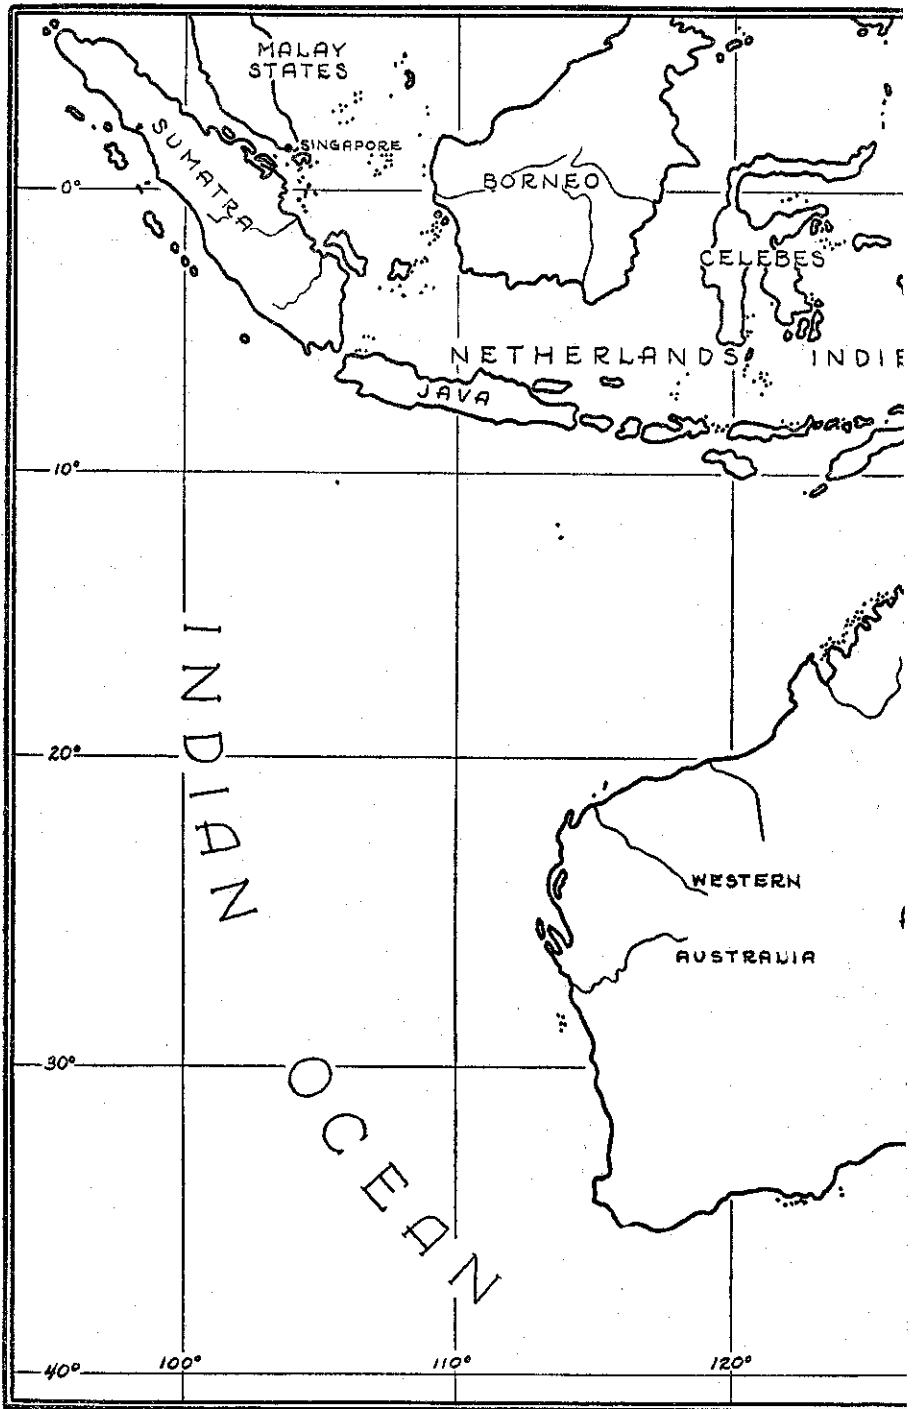 MALAY
STATES
SINGAPORE
SUMATRA
BORNEO
0°
CELEBES
NETHERLANDS INDIE
JAVA
10°
INDIAN
20°
WESTERN
AUSTRALIA
30°
OCEAN
100° 110° 120°
40°